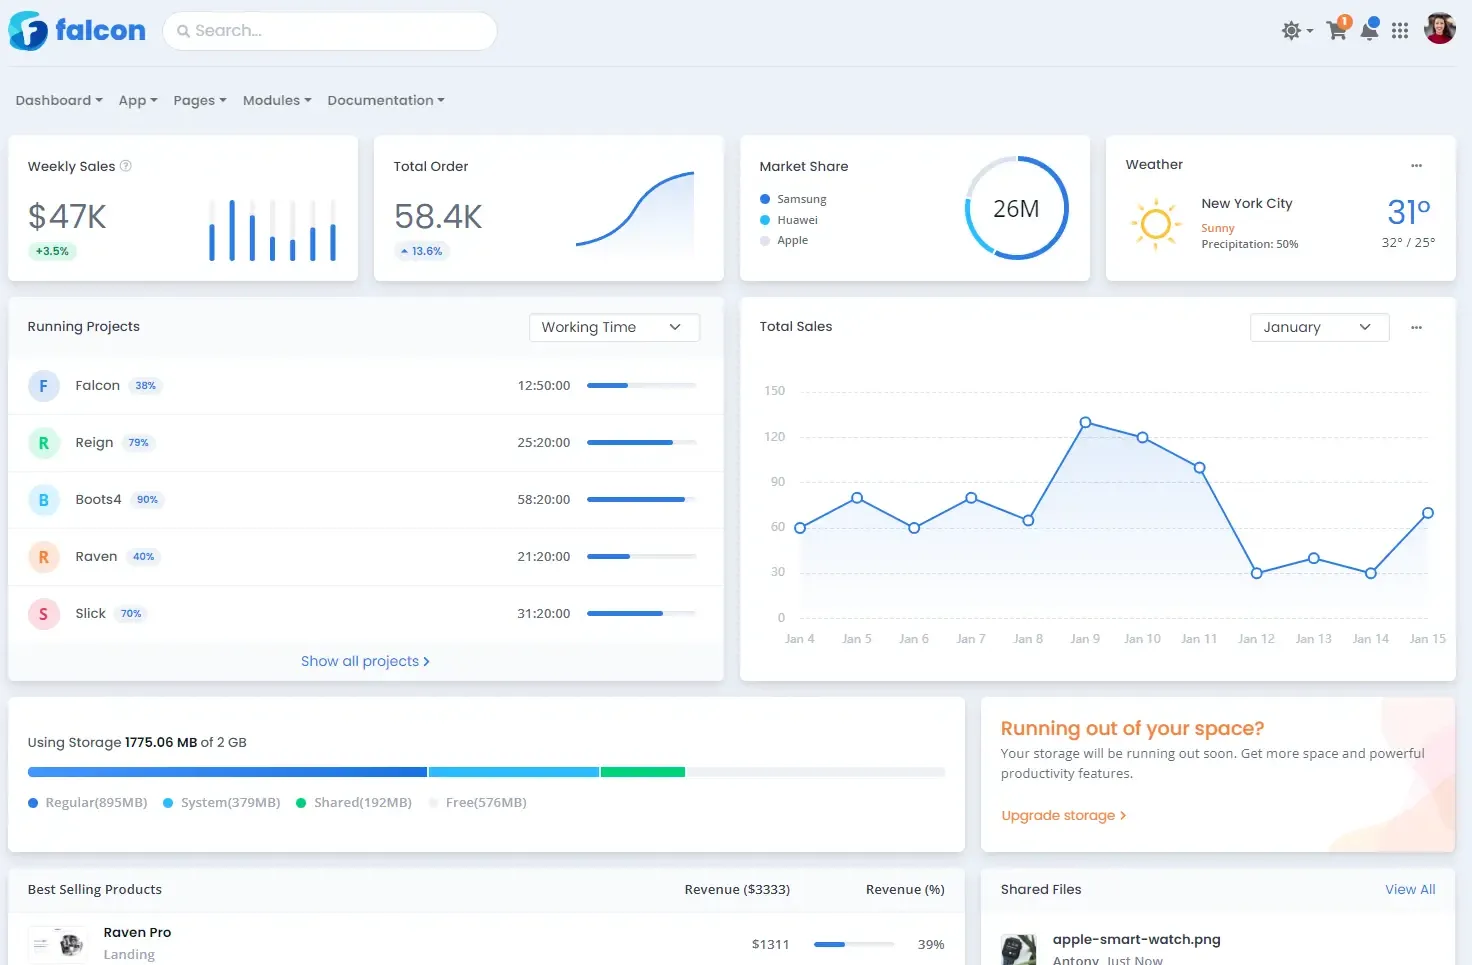 falcon
Search...
1
Dashboard
App
Pages
Modules
Documentation
Weekly Sales
$47K
+3.5%
Total Order
58.4K
13.6%
Market Share
Samsung
Huawei
Apple
26M
Weather
New York City
Sunny
Precipitation: 50%
31°
32° / 25°
Running Projects
Working Time
F Falcon 38% 12:50:00
R Reign 79% 25:20:00
B Boots4 90% 58:20:00
R Raven 40% 21:20:00
S Slick 70% 31:20:00
Show all projects
Total Sales
January
150
120
90
60
30
0
Jan 4 Jan 5 Jan 6 Jan 7 Jan 8 Jan 9 Jan 10 Jan 11 Jan 12 Jan 13 Jan 14 Jan 15
Using Storage 1775.06 MB of 2 GB
Regular(895MB) System(379MB) Shared(192MB) Free(576MB)
Running out of your space?
Your storage will be running out soon. Get more space and powerful
productivity features.
Upgrade storage
Best Selling Products Revenue ($3333) Revenue (%)
Raven Pro
Landing
$1311 39%
Shared Files View All
apple-smart-watch.png
Antony Just Now